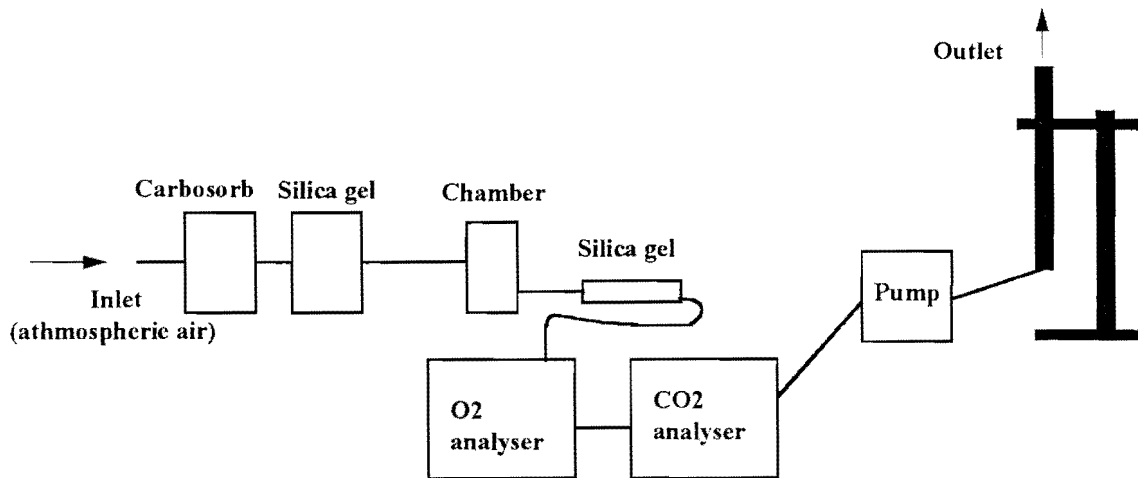 Outlet
Carbosorb
Silica gel
Chamber
Silica gel
Inlet
(athmospheric air)
Pump
O2
analyser
CO2
analyser